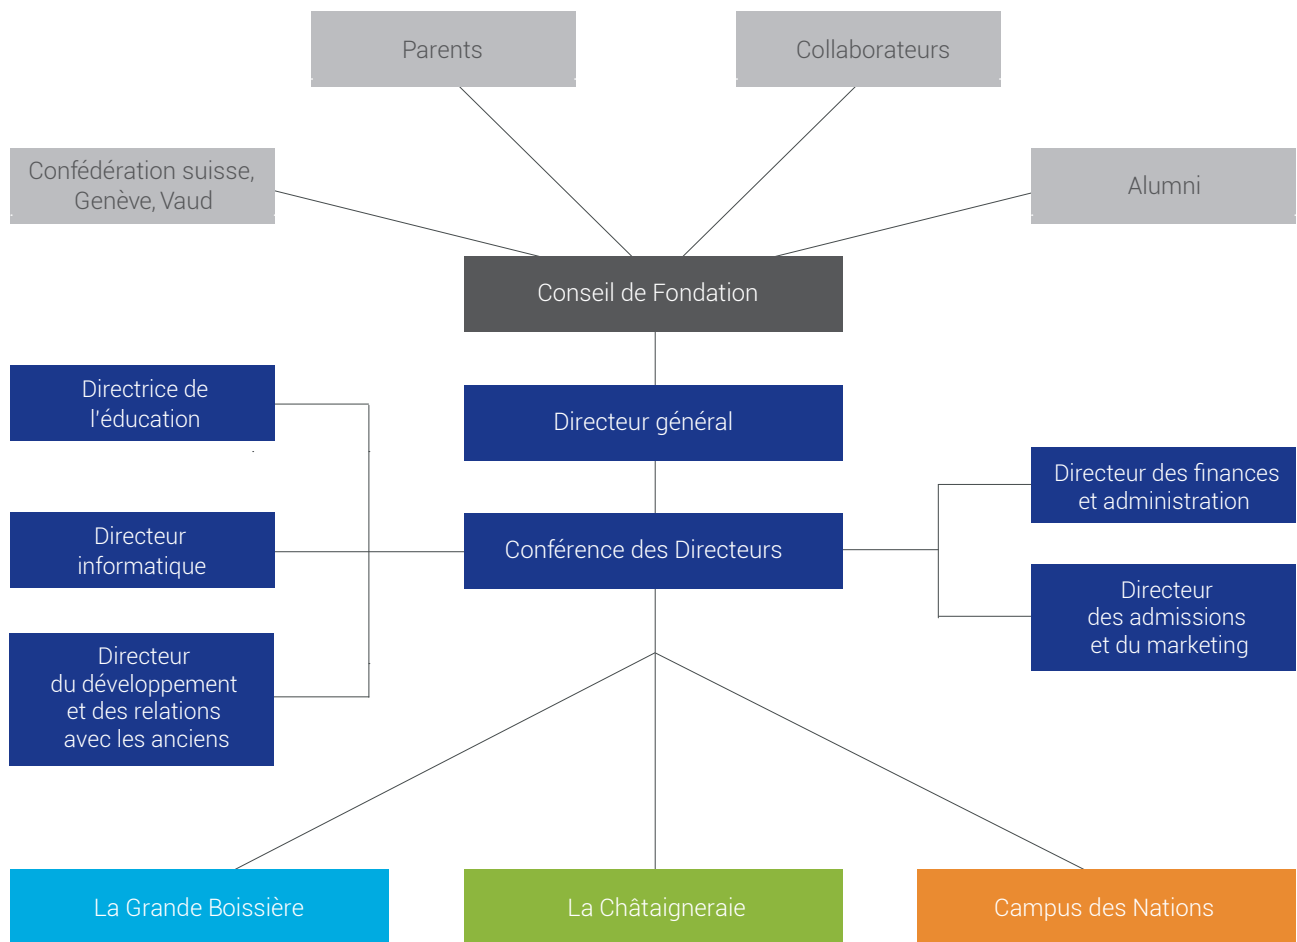 Parents
Collaborateurs
Confédération suisse,
Genève, Vaud
Alumni
Conseil de Fondation
Directrice de
l'éducation
Directeur général
Directeur des finances
et administration
Directeur
informatique
Conférence des Directeurs
Directeur
des admissions
et du marketing
Directeur
du développement
et des relations
avec les anciens
La Grande Boissière
La Châtaigneraie
Campus des Nations